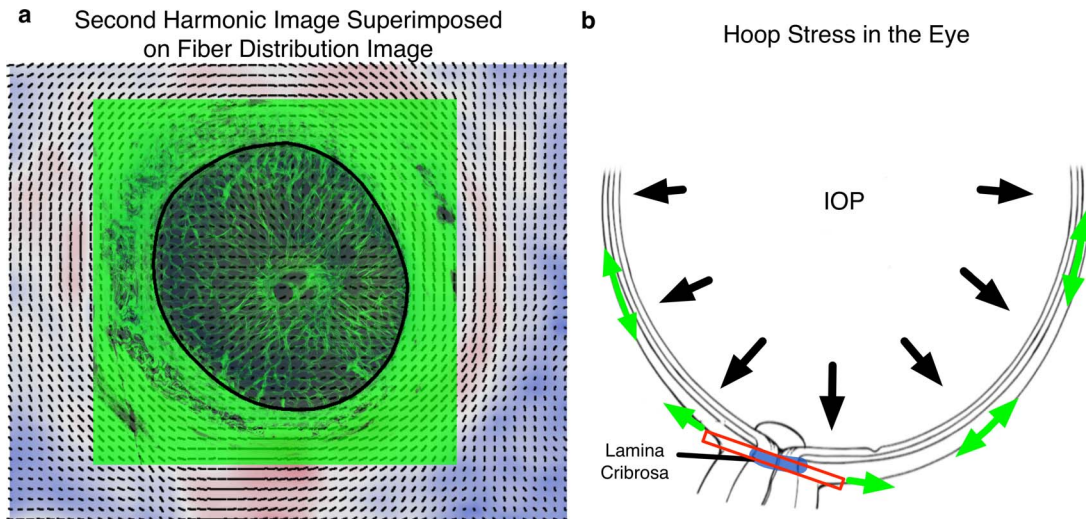 a
Second Harmonic Image Superimposed
on Fiber Distribution Image
b
Hoop Stress in the Eye
IOP
Lamina
Cribrosa